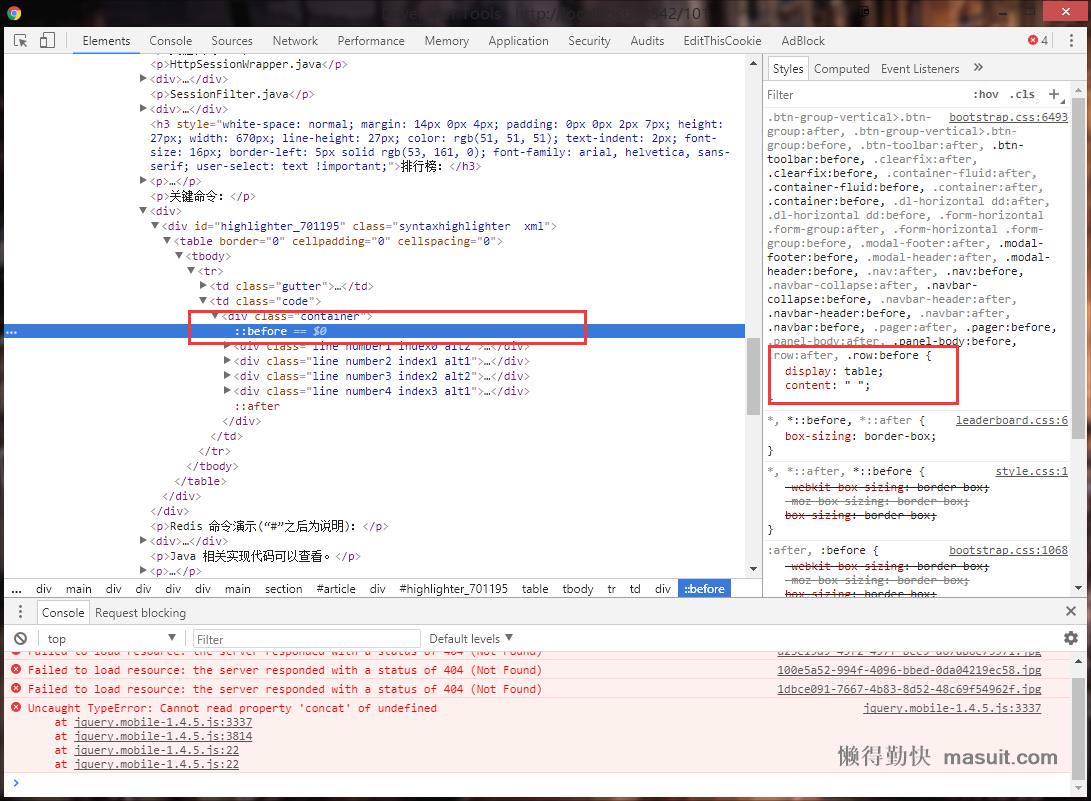 Elements Console Sources Network Performance Memory Application Security Audits EditThisCookie AdBlock 4
<p>HttpSessionWrapper.java</p>
<div>…</div>
<p>SessionFilter.java</p>
<div>…</div>
<h3 style="white-space: normal; margin: 14px 0px 4px; padding: 0px 0px 2px 7px; height:
27px; width: 670px; line-height: 27px; color: rgb(51, 51, 51); text-indent: 2px; font-
size: 16px; border-left: 5px solid rgb(53, 161, 0); font-family: arial, helvetica, sans-
serif; user-select: text !important;">排行榜：</h3>
<p>…</p>
<p>关键命令：</p>
<div>
<div id="highlighter_701195" class="syntaxhighlighter  xml">
<table border="0" cellpadding="0" cellspacing="0">
<tbody>
<tr>
<td class="gutter">…</td>
<td class="code">
<div class="container">
... ::before == $0
<div class="line number1 index0 alt2">…</div>
<div class="line number2 index1 alt1">…</div>
<div class="line number3 index2 alt2">…</div>
<div class="line number4 index3 alt1">…</div>
::after
</div>
</td>
</tr>
</tbody>
</table>
</div>
</div>
<p>Redis 命令演示(“#”之后为说明)：</p>
<div>…</div>
<p>Java 相关实现代码可以查看。</p>
<p>…</p>
... div main div div div div main section #article div #highlighter_701195 table tbody tr td div ::before
Styles Computed Event Listeners »
Filter :hov .cls +
.btn-group-vertical>.btn- bootstrap.css:6493
group:after, .btn-group-vertical>.btn-
group:before, .btn-toolbar:after, .btn-
toolbar:before, .clearfix:after,
.clearfix:before, .container-fluid:after,
.container-fluid:before, .container:after,
.container:before, .dl-horizontal dd:after,
.dl-horizontal dd:before, .form-horizontal
.form-group:after, .form-horizontal .form-
group:before, .modal-footer:after, .modal-
footer:before, .modal-header:after, .modal-
header:before, .nav:after, .nav:before,
.navbar-collapse:after, .navbar-
collapse:before, .navbar-header:after,
.navbar-header:before, .navbar:after,
.navbar:before, .pager:after, .pager:before,
.panel-body:after, .panel-body:before,
.row:after, .row:before {
display: table;
content: " ";
}
*, *::before, *::after { leaderboard.css:6
box-sizing: border-box;
}
*, *::after, *::before { style.css:1
-webkit-box-sizing: border-box;
-moz-box-sizing: border-box;
box-sizing: border-box;
}
:after, :before { bootstrap.css:1068
-webkit-box-sizing: border-box;
-moz-box-sizing: border-box;
box-sizing: border-box;
Console Request blocking
top Filter Default levels
Failed to load resource: the server responded with a status of 404 (Not Found)
Failed to load resource: the server responded with a status of 404 (Not Found) 100e5a52-994f-4096-bbed-0da04219ec58.jpg
Failed to load resource: the server responded with a status of 404 (Not Found) 1dbce091-7667-4b83-8d52-48c69f54962f.jpg
Uncaught TypeError: Cannot read property 'concat' of undefined jquery.mobile-1.4.5.js:3337
at jquery.mobile-1.4.5.js:3337
at jquery.mobile-1.4.5.js:3814
at jquery.mobile-1.4.5.js:22
at jquery.mobile-1.4.5.js:22
懒得勤快 masuit.com